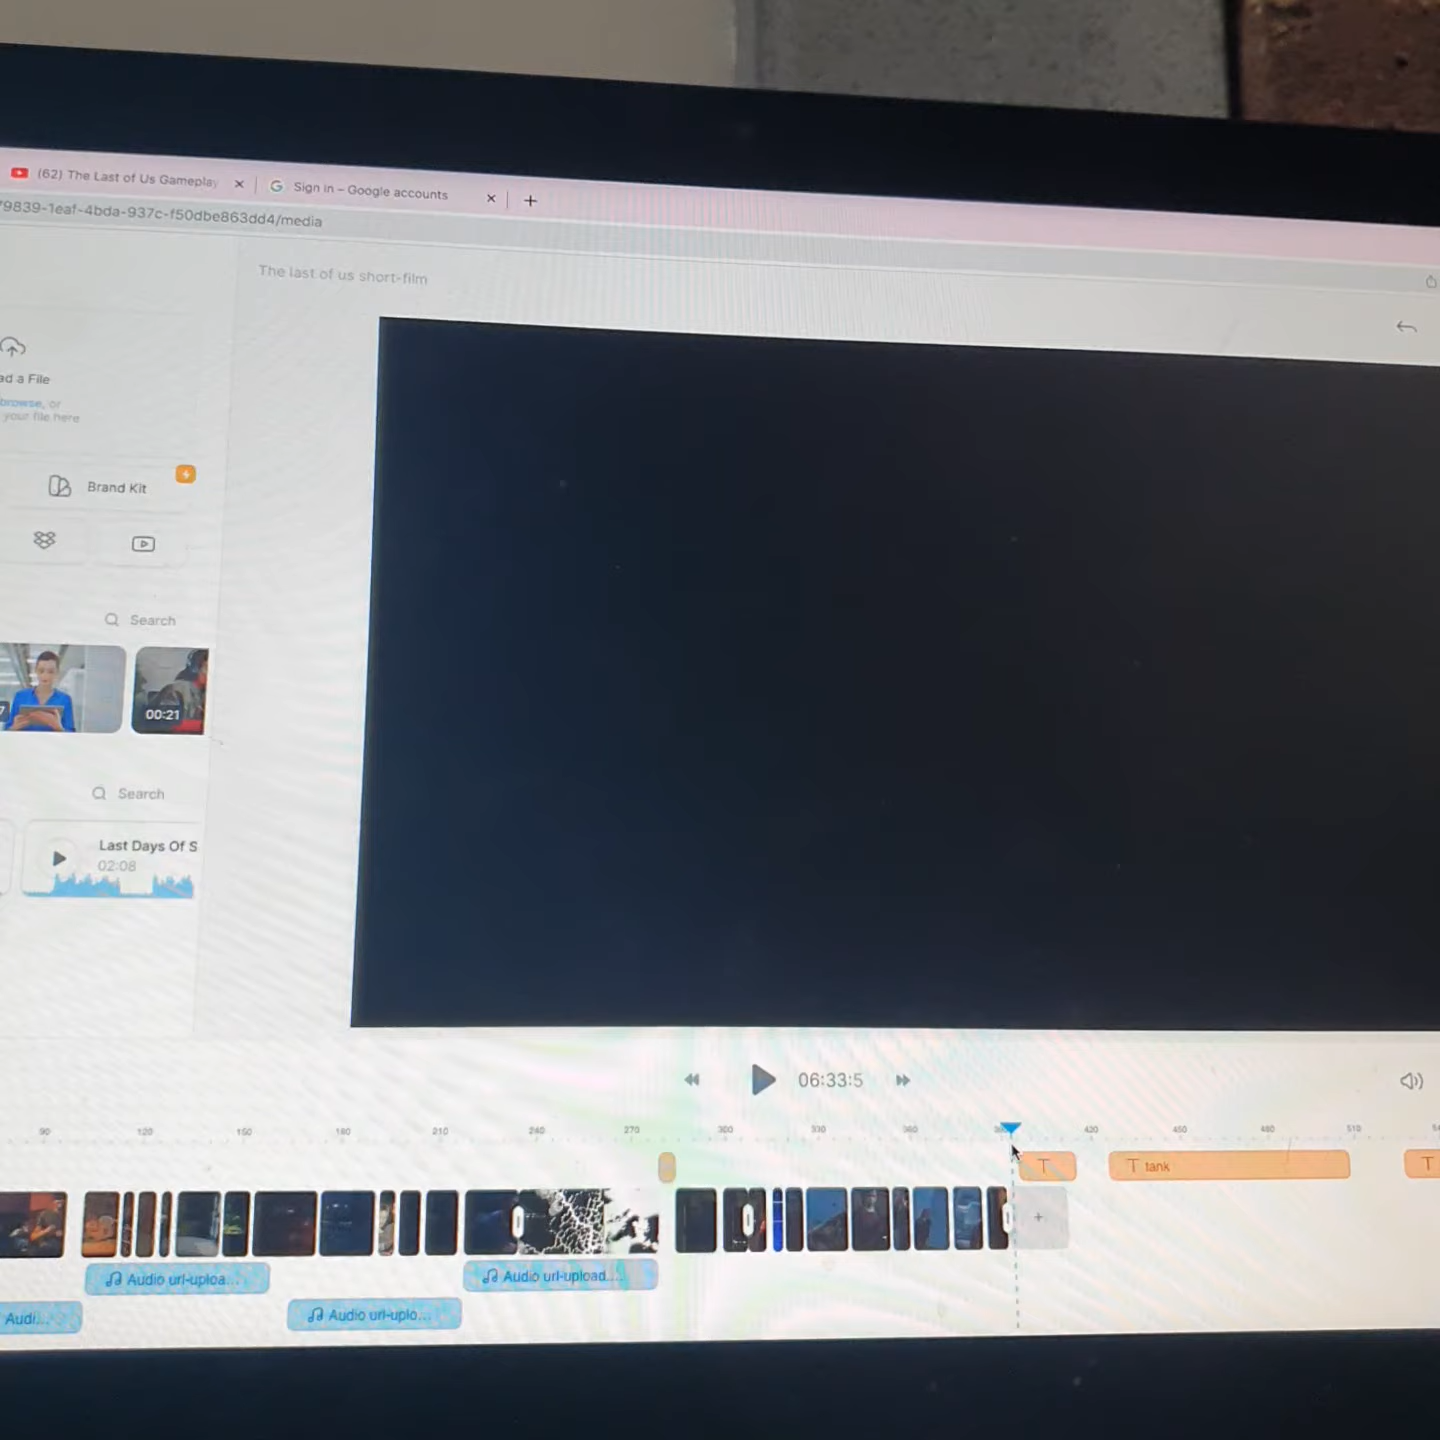 (62) The Last of Us Gameplay
Sign in – Google accounts
79839-1eaf-4bda-937c-f50dbe863dd4/media
The last of us short-film
ad a File
browse, or
your file here
Brand Kit
Search
00:21
Search
Last Days Of S
02:08
06:33:5
90 120 150 180 210 240 270 300 330 360 420 450 480 510
T
T tank
T
+
Audio url-uploa...
Audio url-upload....
Audi...
Audio url-uplo...